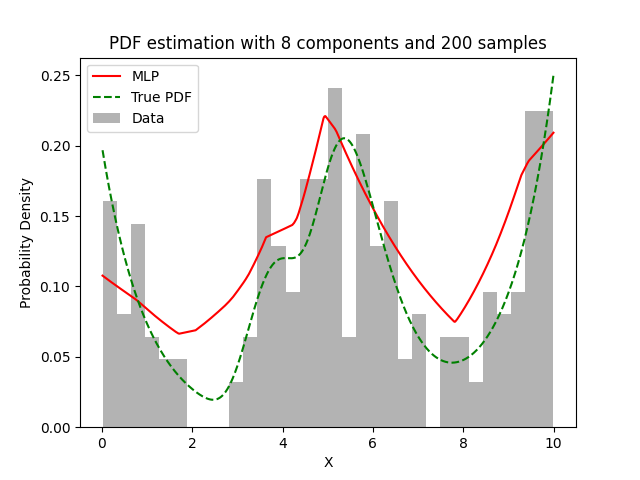 PDF estimation with 8 components and 200 samples
MLP
True PDF
Data
0.25
0.20
0.15
0.10
0.05
0.00
Probability Density
0 2 4 6 8 10
X